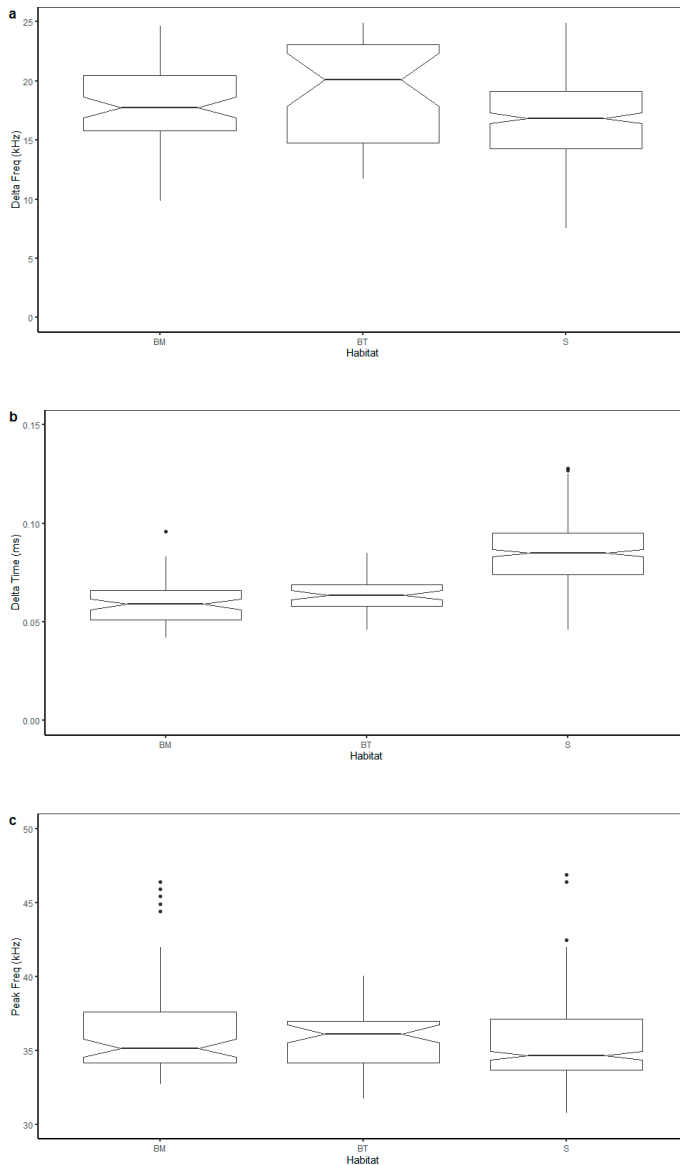 a
25
20
15
10
5
0
Delta Freq (kHz)
BM BT S
Habitat
b
0.15
0.10
0.05
0.00
Delta Time (ms)
BM BT S
Habitat
c
50
45
40
35
30
Peak Freq (kHz)
BM BT S
Habitat